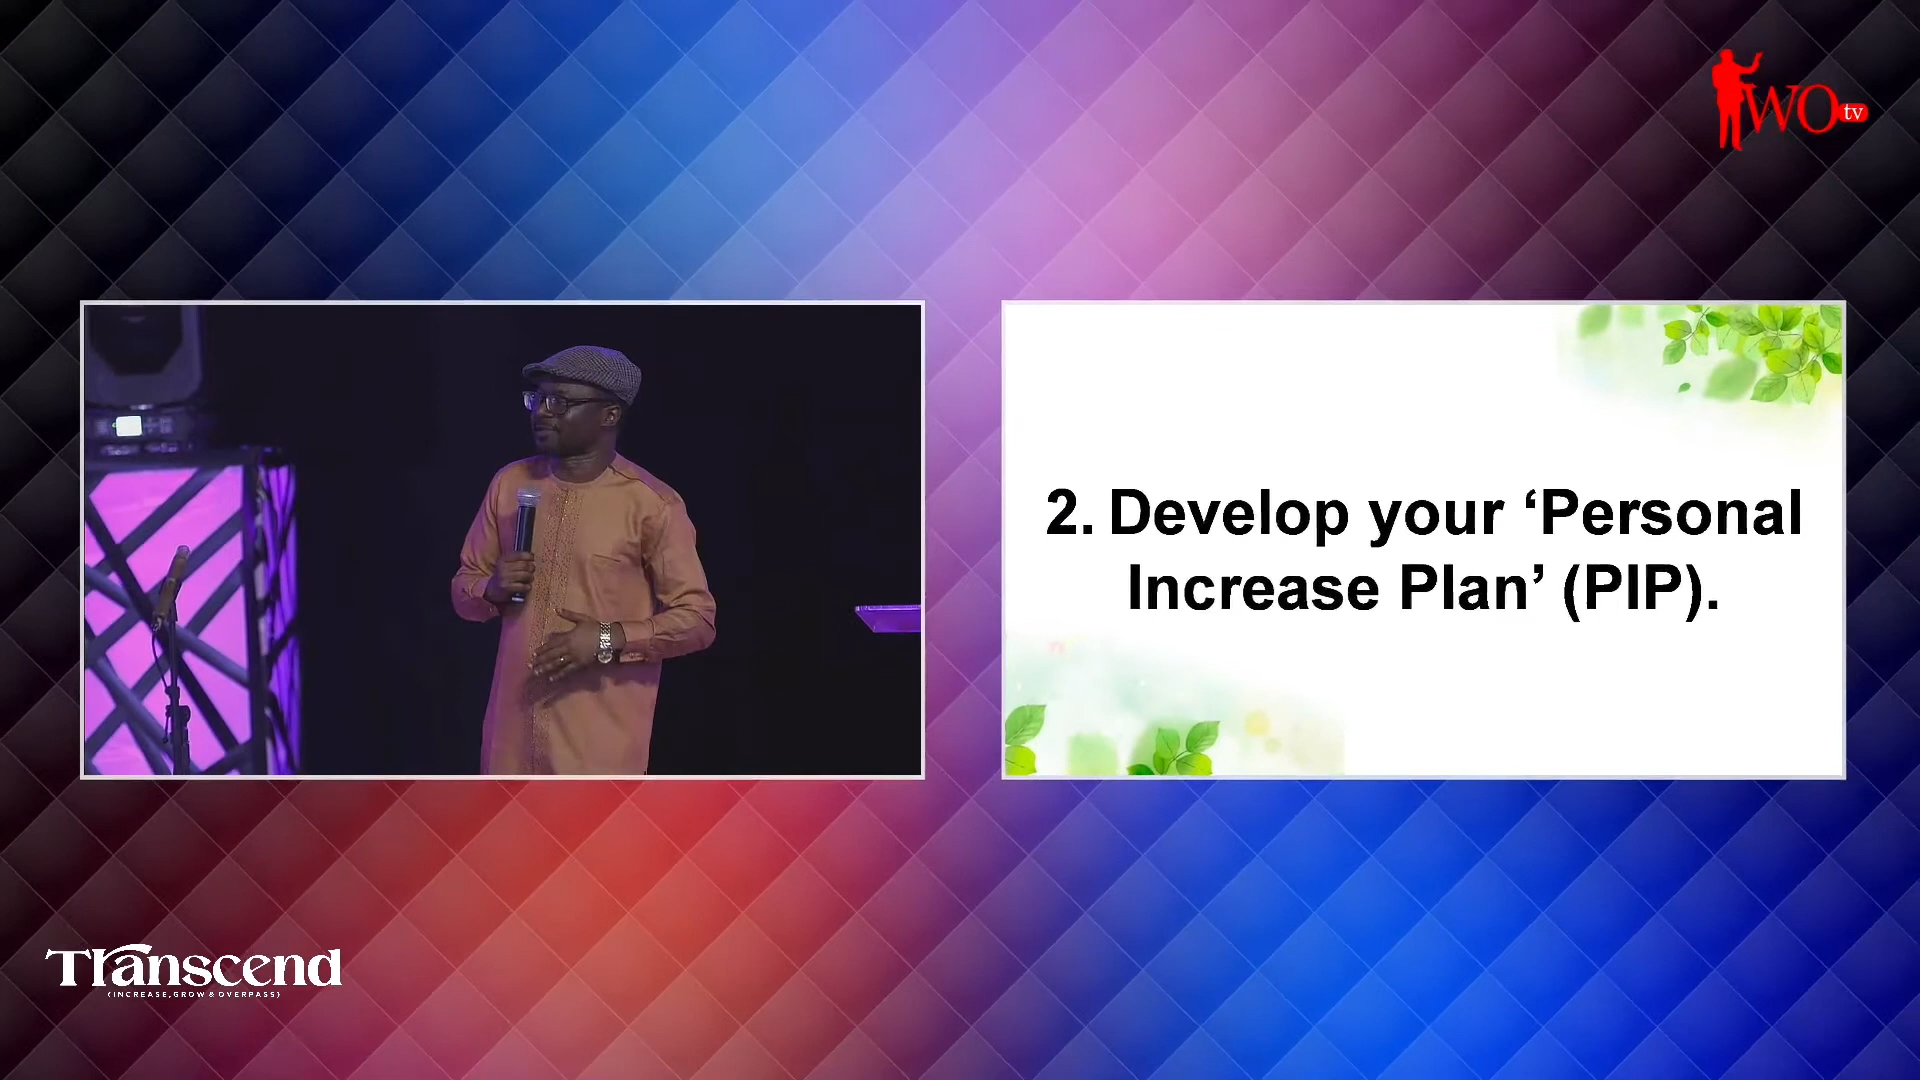 WO tv
2. Develop your ‘Personal
Increase Plan’ (PIP).
Transcend
(INCREASE, GROW & OVERPASS)